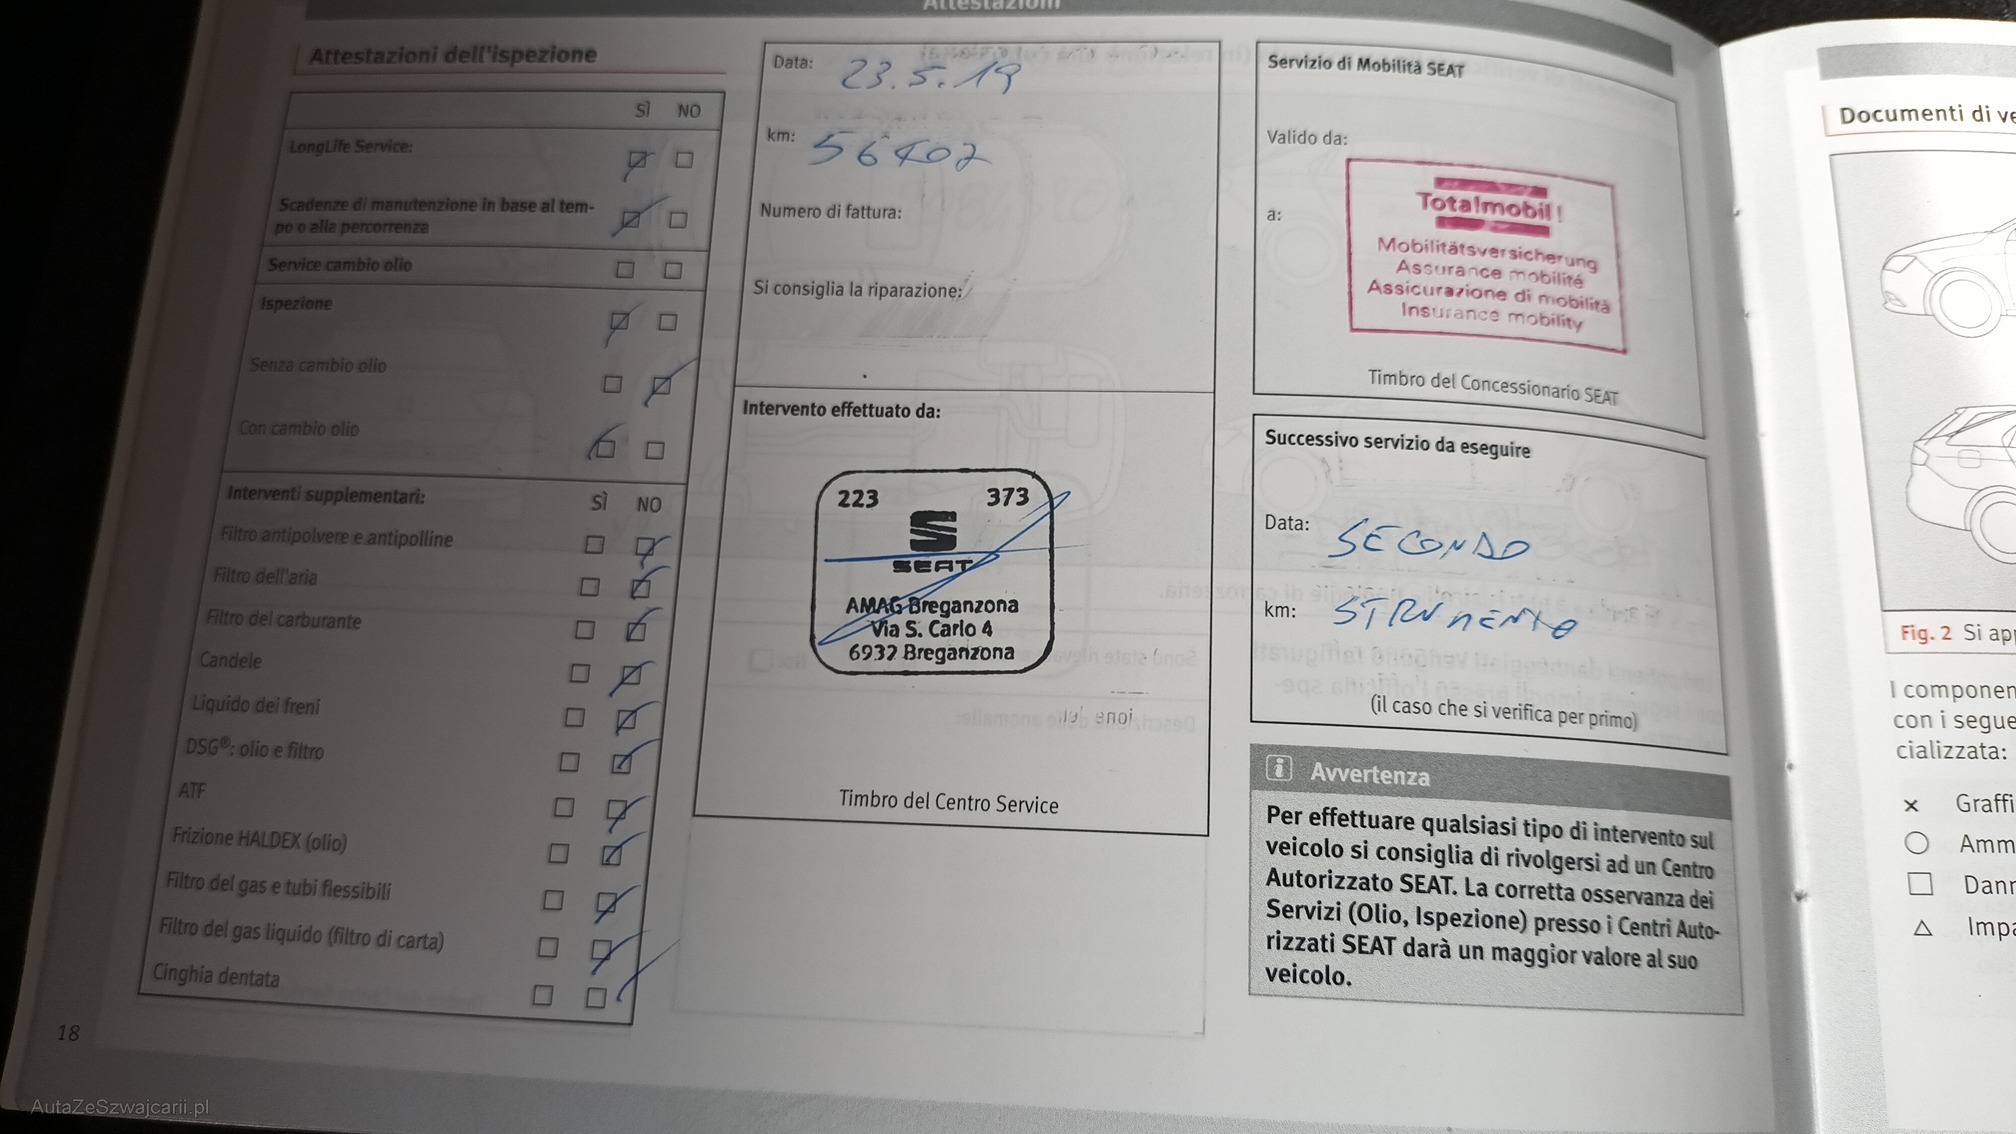 Attestazioni
Attestazioni dell'ispezione
SÌ NO
LongLife Service:
Scadenze di manutenzione in base al tem-
po o alla percorrenza
Service cambio olio
Ispezione
Senza cambio olio
Con cambio olio
Interventi supplementari: SÌ NO
Filtro antipolvere e antipolline
Filtro dell'aria
Filtro del carburante
Candele
Liquido dei freni
DSG®: olio e filtro
ATF
Frizione HALDEX (olio)
Filtro del gas e tubi flessibili
Filtro del gas liquido (filtro di carta)
Cinghia dentata
18
Data: 23.5.19
km: 56402
Numero di fattura:
Si consiglia la riparazione:
Intervento effettuato da:
223 373
SEAT
AMAG Breganzona
Via S. Carlo 4
6932 Breganzona
Timbro del Centro Service
Servizio di Mobilità SEAT
Valido da:
a:
Totalmobil!
Mobilitätsversicherung
Assurance mobilité
Assicurazione di mobilità
Insurance mobility
Timbro del Concessionario SEAT
Successivo servizio da eseguire
Data: SECONDO
km: STRUMENTO
(il caso che si verifica per primo)
i Avvertenza
Per effettuare qualsiasi tipo di intervento sul
veicolo si consiglia di rivolgersi ad un Centro
Autorizzato SEAT. La corretta osservanza dei
Servizi (Olio, Ispezione) presso i Centri Auto-
rizzati SEAT darà un maggior valore al suo
veicolo.
Documenti di ve
Fig. 2 Si ap
I componen
con i segue
cializzata:
Graffi
Amm
Dann
Impa
AutaZeSzwajcarii.pl